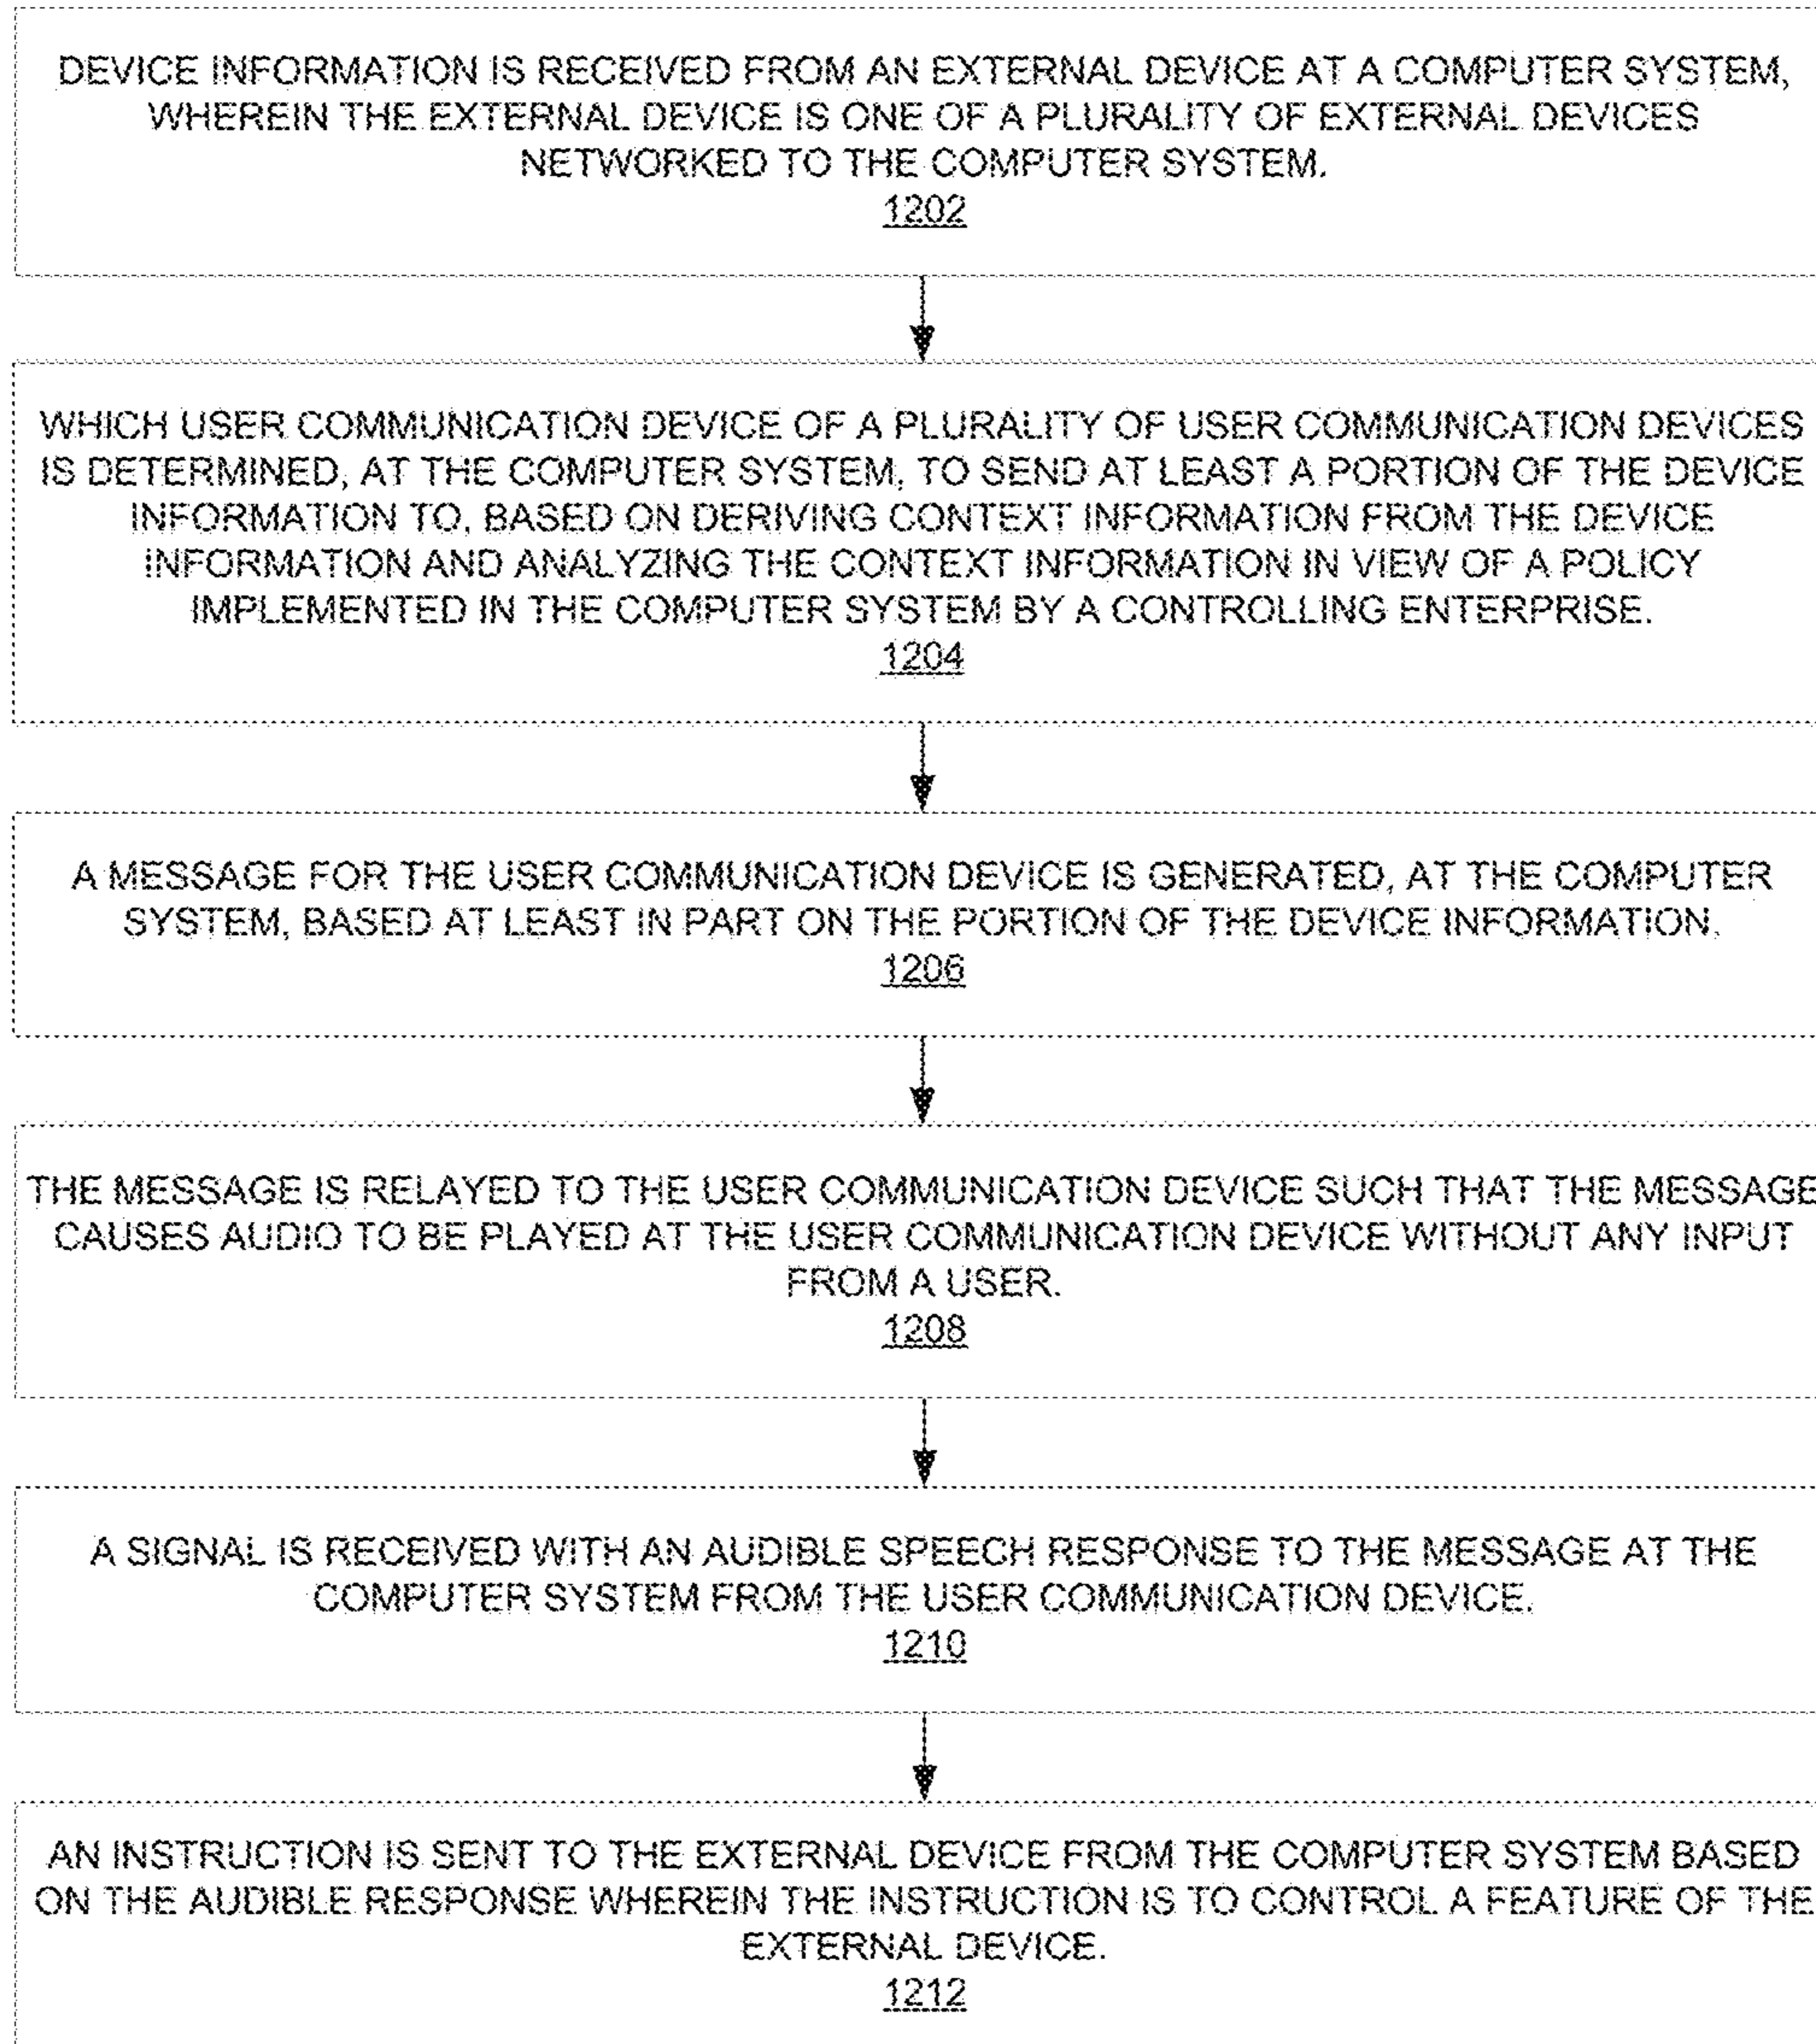 DEVICE INFORMATION IS RECEIVED FROM AN EXTERNAL DEVICE AT A COMPUTER SYSTEM,
WHEREIN THE EXTERNAL DEVICE IS ONE OF A PLURALITY OF EXTERNAL DEVICES
NETWORKED TO THE COMPUTER SYSTEM.
1202
WHICH USER COMMUNICATION DEVICE OF A PLURALITY OF USER COMMUNICATION DEVICES
IS DETERMINED, AT THE COMPUTER SYSTEM, TO SEND AT LEAST A PORTION OF THE DEVICE
INFORMATION TO, BASED ON DERIVING CONTEXT INFORMATION FROM THE DEVICE
INFORMATION AND ANALYZING THE CONTEXT INFORMATION IN VIEW OF A POLICY
IMPLEMENTED IN THE COMPUTER SYSTEM BY A CONTROLLING ENTERPRISE.
1204
A MESSAGE FOR THE USER COMMUNICATION DEVICE IS GENERATED, AT THE COMPUTER
SYSTEM, BASED AT LEAST IN PART ON THE PORTION OF THE DEVICE INFORMATION.
1206
THE MESSAGE IS RELAYED TO THE USER COMMUNICATION DEVICE SUCH THAT THE MESSAGE
CAUSES AUDIO TO BE PLAYED AT THE USER COMMUNICATION DEVICE WITHOUT ANY INPUT
FROM A USER.
1208
A SIGNAL IS RECEIVED WITH AN AUDIBLE SPEECH RESPONSE TO THE MESSAGE AT THE
COMPUTER SYSTEM FROM THE USER COMMUNICATION DEVICE.
1210
AN INSTRUCTION IS SENT TO THE EXTERNAL DEVICE FROM THE COMPUTER SYSTEM BASED
ON THE AUDIBLE RESPONSE WHEREIN THE INSTRUCTION IS TO CONTROL A FEATURE OF THE
EXTERNAL DEVICE.
1212